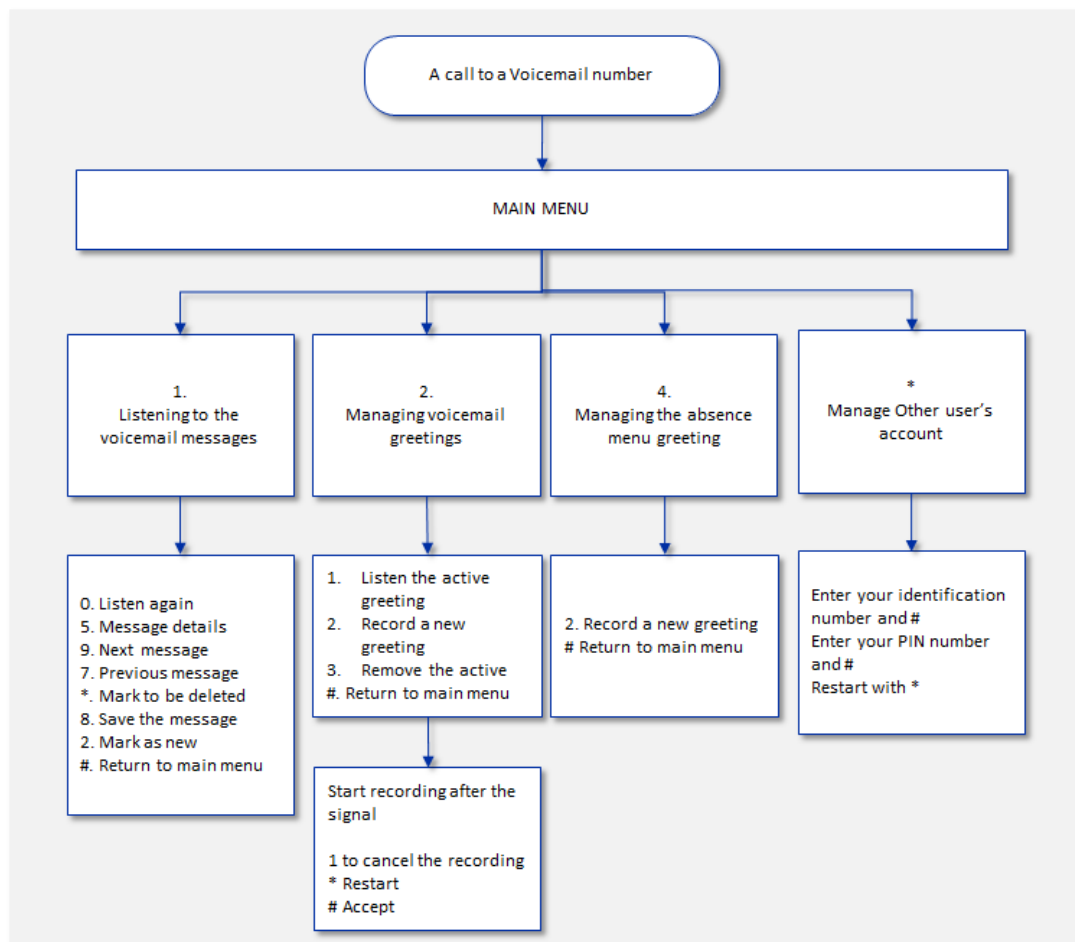 A call to a Voicemail number
MAIN MENU
1.
Listening to the
voicemail messages
2.
Managing voicemail
greetings
4.
Managing the absence
menu greeting
*
Manage Other user's
account
0. Listen again
5. Message details
9. Next message
7. Previous message
*. Mark to be deleted
8. Save the message
2. Mark as new
#. Return to main menu
1. Listen the active
greeting
2. Record a new
greeting
3. Remove the active
#. Return to main menu
2. Record a new greeting
# Return to main menu
Enter your identification
number and #
Enter your PIN number
and #
Restart with *
Start recording after the
signal
1 to cancel the recording
* Restart
# Accept